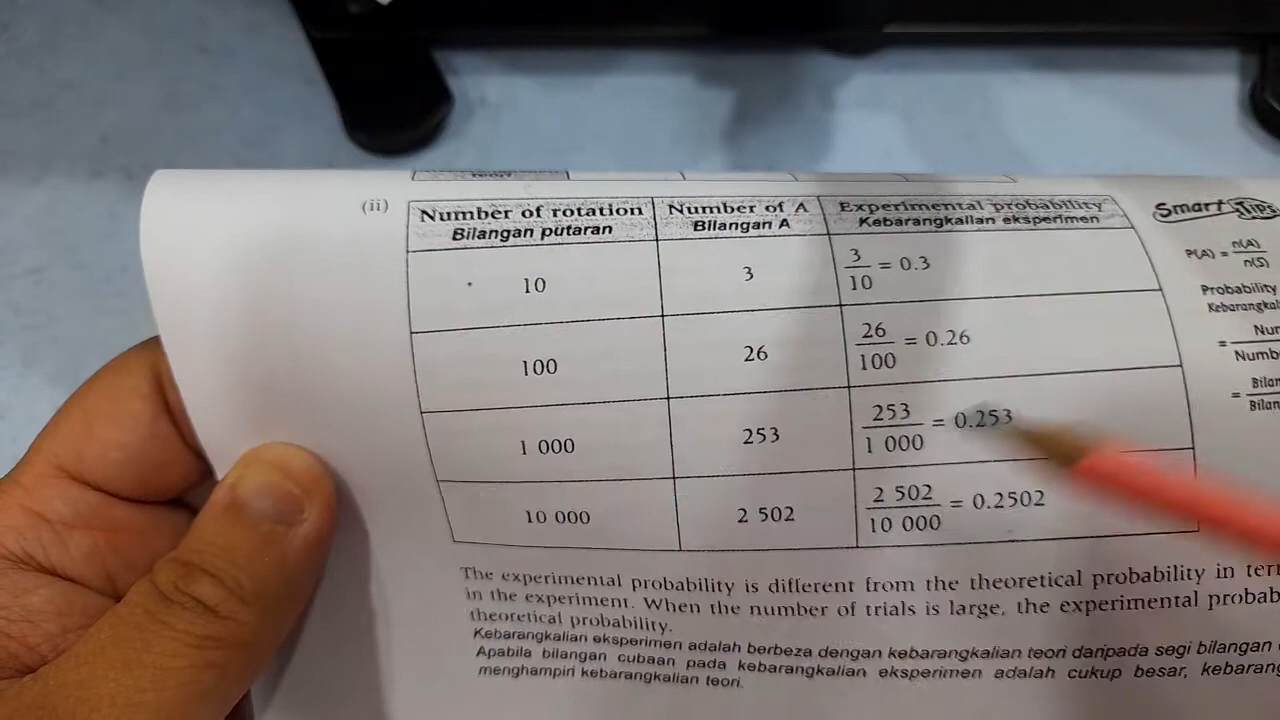 (ii)
Number of rotation
Bilangan putaran
Number of A
Bilangan A
Experimental probability
Kebarangkalian eksperimen
10
3
3/10 = 0.3
100
26
26/100 = 0.26
1 000
253
253/1 000 = 0.253
10 000
2 502
2 502/10 000 = 0.2502
The experimental probability is different from the theoretical probability in
in the experiment. When the number of trials is large, the experimental
theoretical probability.
Kebarangkalian eksperimen adalah berbeza dengan kebarangkalian teori daripada segi bilangan
Apabila bilangan cubaan pada kebarangkalian eksperimen adalah cukup besar,
menghampiri kebarangkalian teori.
Smart Tips
P(A) = n(A)/n(S)
Probability
=
=